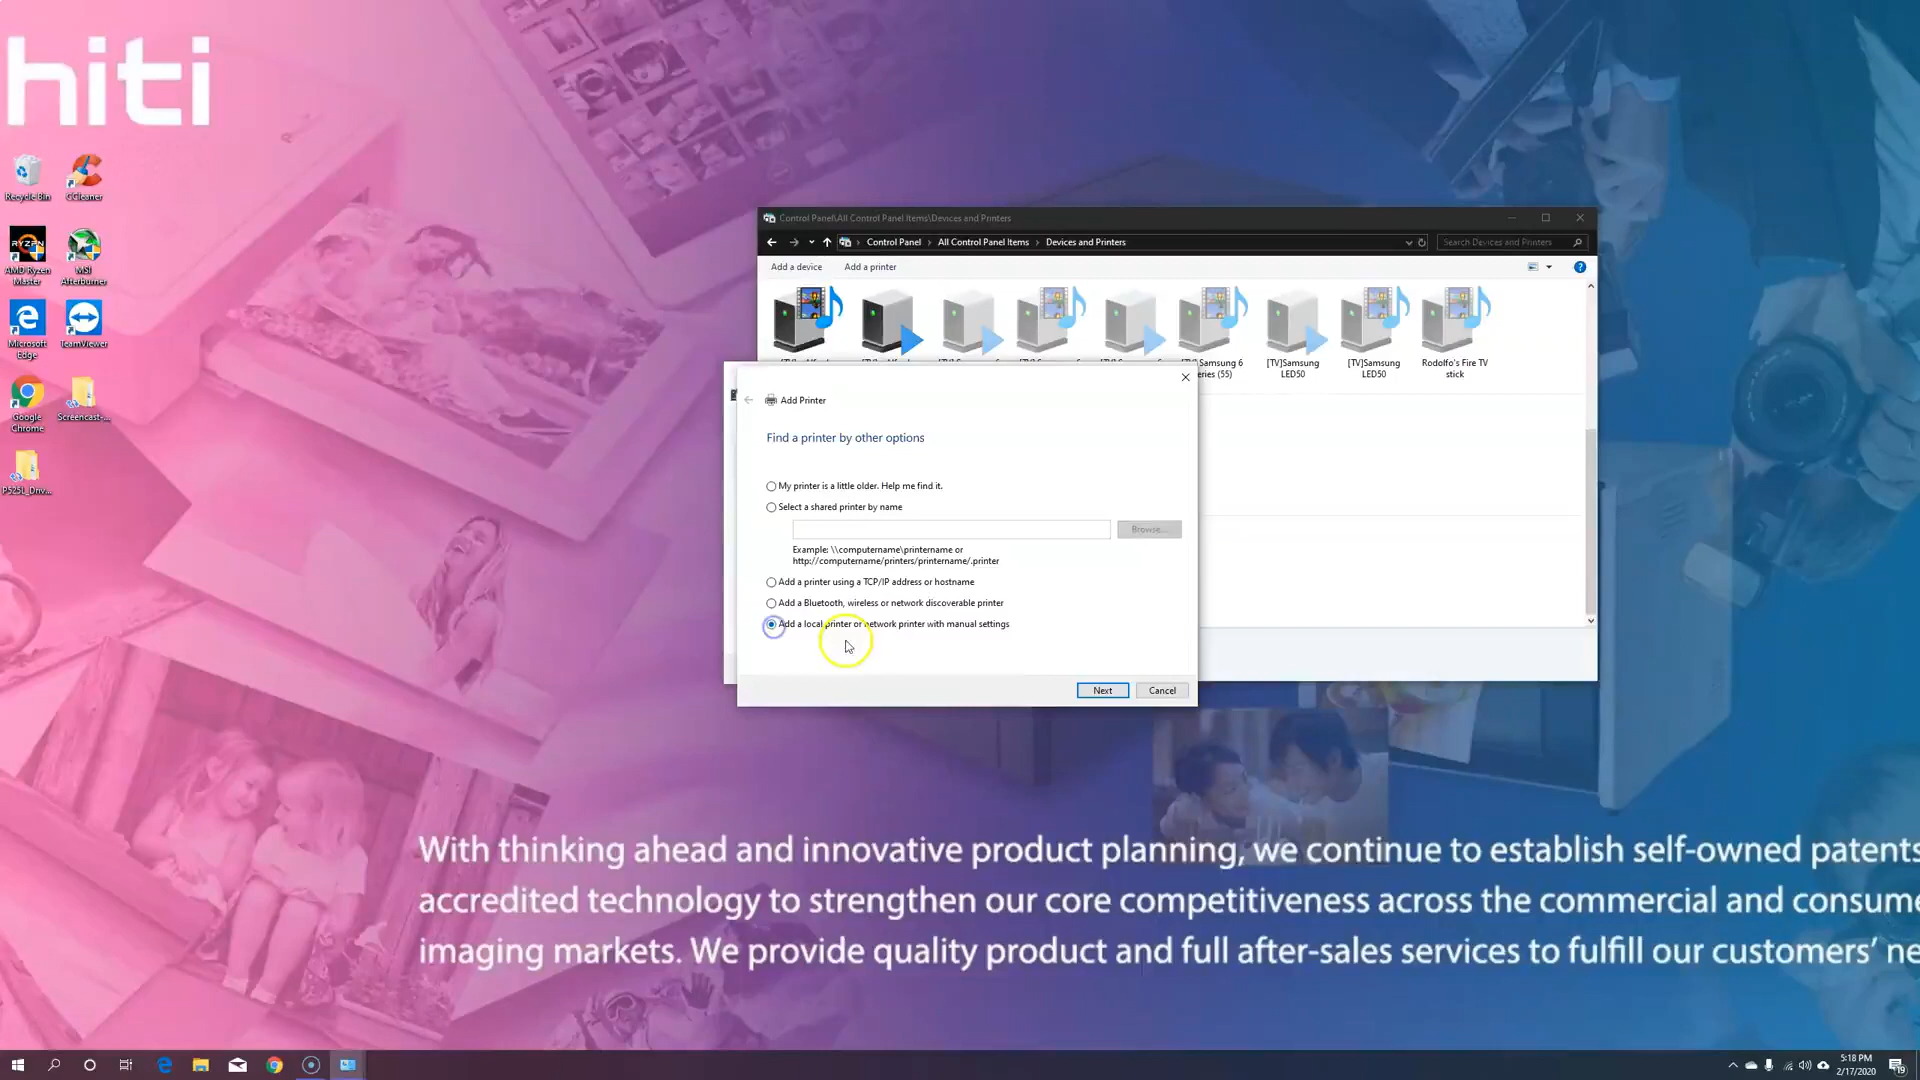 hiti
Recycle Bin
CCleaner
AMD Ryzen
Master
MSI
Afterburner
Microsoft
Edge
TeamViewer
Google
Chrome
Screencast-...
P525L_Driv...
Control Panel\All Control Panel Items\Devices and Printers
Control Panel > All Control Panel Items > Devices and Printers
Search Devices and Printers
Add a device
Add a printer
[TV]Samsung 6
Series (55)
[TV]Samsung
LED50
[TV]Samsung
LED50
Rodolfo's Fire TV
stick
Add Printer
Find a printer by other options
My printer is a little older. Help me find it.
Select a shared printer by name
Browse...
Example: \\computername\printername or
http://computername/printers/printername/.printer
Add a printer using a TCP/IP address or hostname
Add a Bluetooth, wireless or network discoverable printer
Add a local printer or network printer with manual settings
Next
Cancel
With thinking ahead and innovative product planning, we continue to establish self-owned patents
accredited technology to strengthen our core competitiveness across the commercial and consume
imaging markets. We provide quality product and full after-sales services to fulfill our customers' ne
5:18 PM
2/17/2020
19